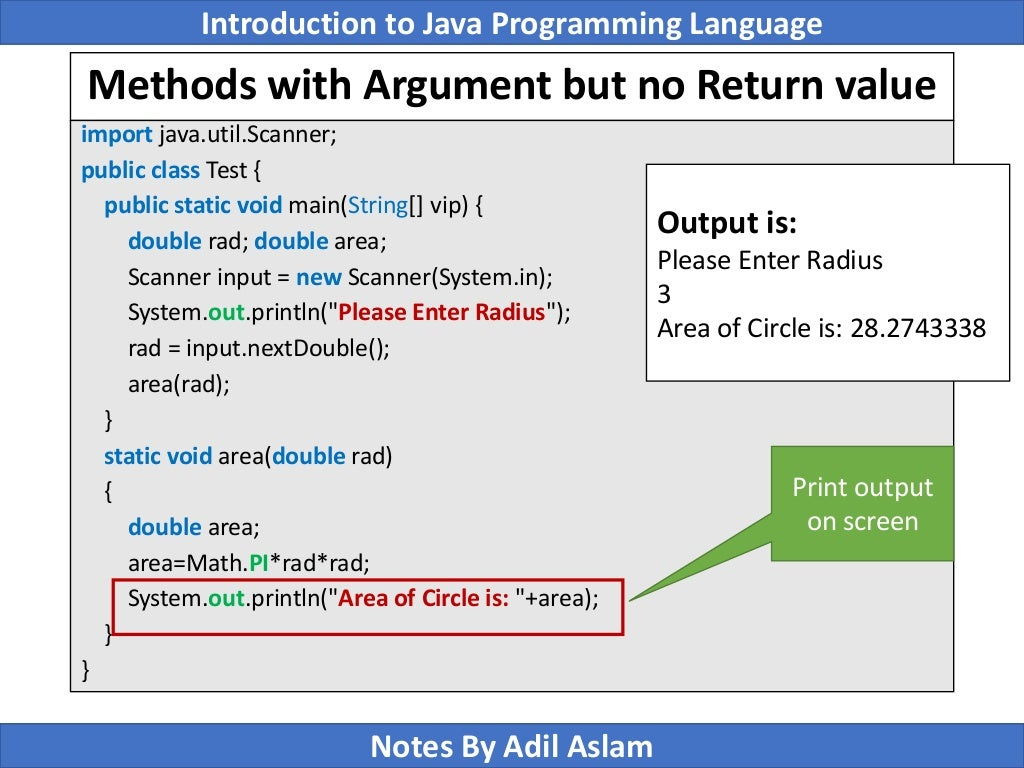 Introduction to Java Programming Language
Methods with Argument but no Return value
import java.util.Scanner;
public class Test {
public static void main(String[] vip) {
double rad; double area;
Scanner input = new Scanner(System.in);
System.out.println("Please Enter Radius");
rad = input.nextDouble();
area(rad);
}
static void area(double rad)
{
double area;
area=Math.PI*rad*rad;
System.out.println("Area of Circle is: "+area);
}
}
Output is:
Please Enter Radius
3
Area of Circle is: 28.2743338
Print output
on screen
Notes By Adil Aslam